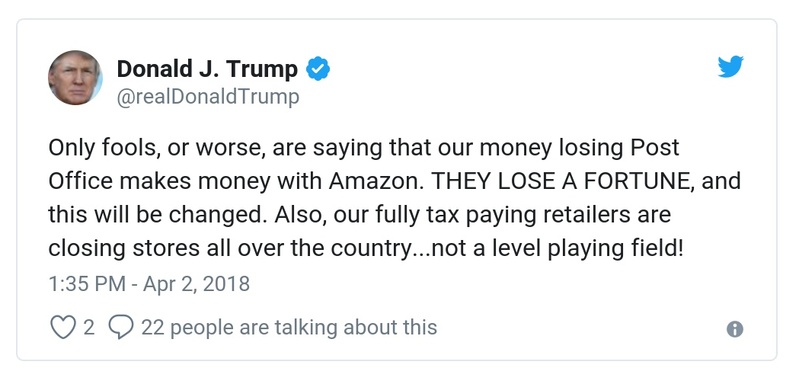 Donald J. Trump
@realDonaldTrump
Only fools, or worse, are saying that our money losing Post
Office makes money with Amazon. THEY LOSE A FORTUNE, and
this will be changed. Also, our fully tax paying retailers are
closing stores all over the country...not a level playing field!
1:35 PM - Apr 2, 2018
2 22 people are talking about this